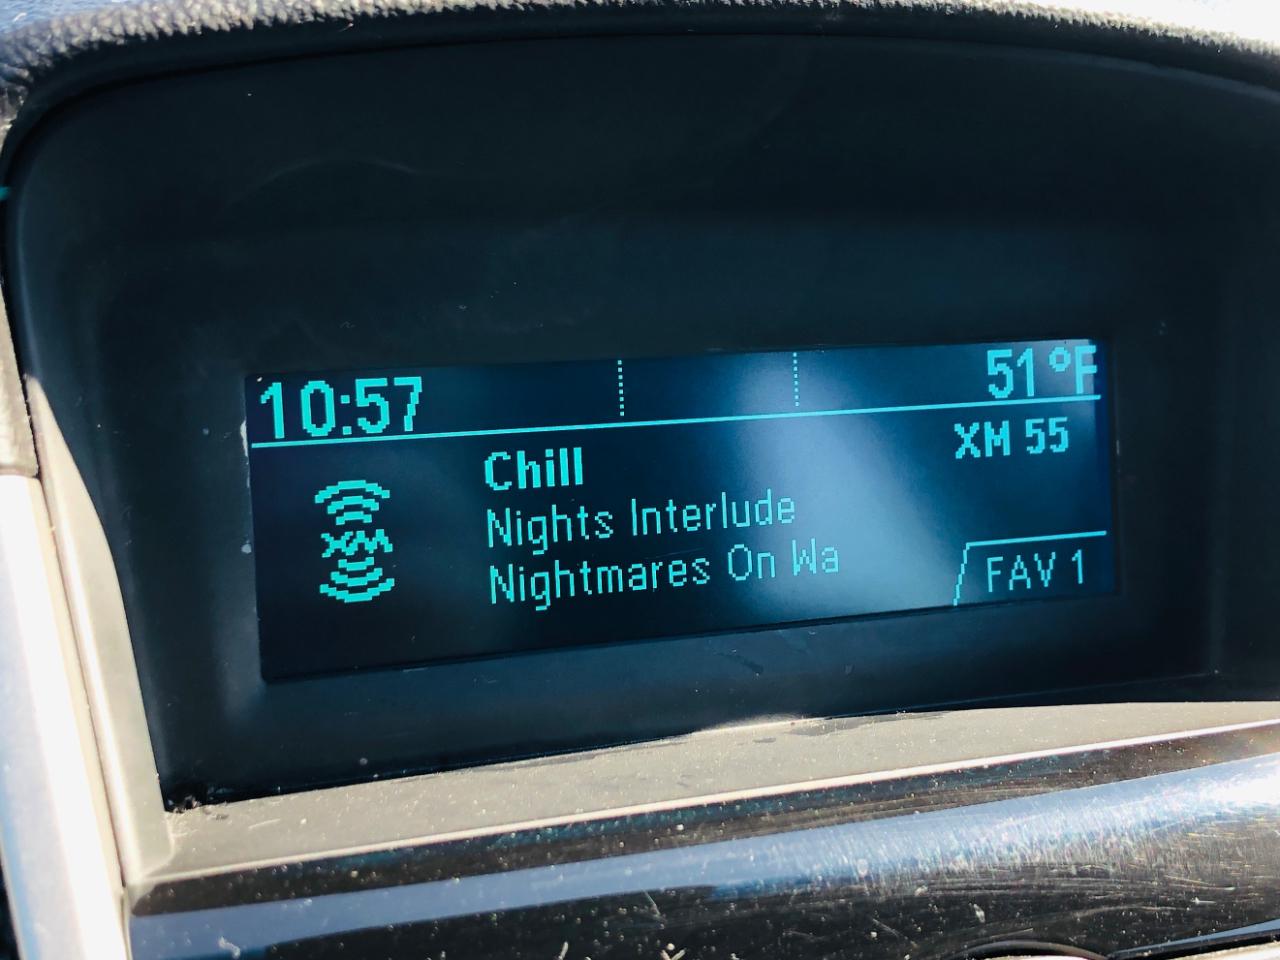 10:57
51 °F
XM 55
Chill
Nights Interlude
Nightmares On Wa
XM
FAV 1